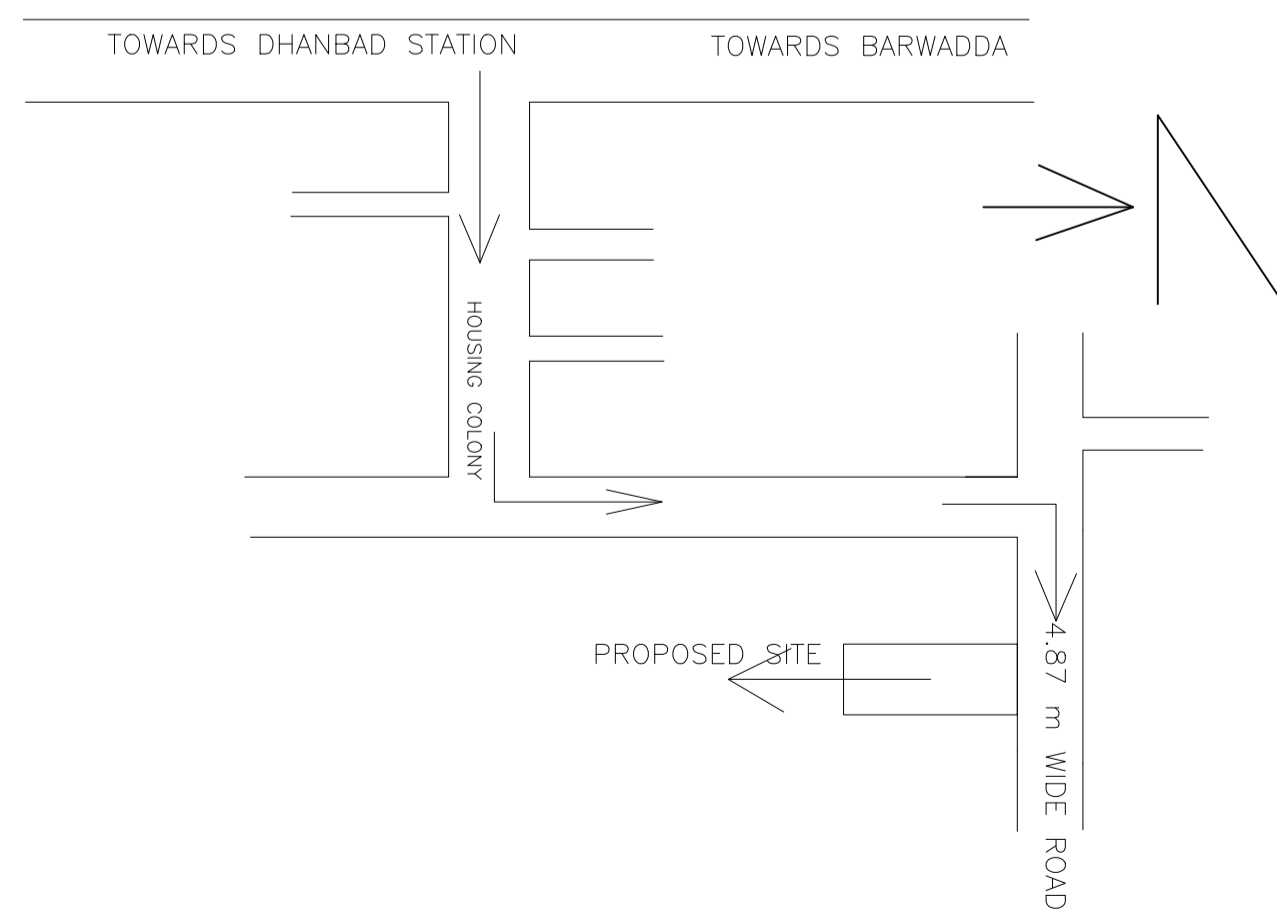 TOWARDS DHANBAD STATION
TOWARDS BARWADDA
N
HOUSING COLONY
PROPOSED SITE
4.87 m WIDE ROAD